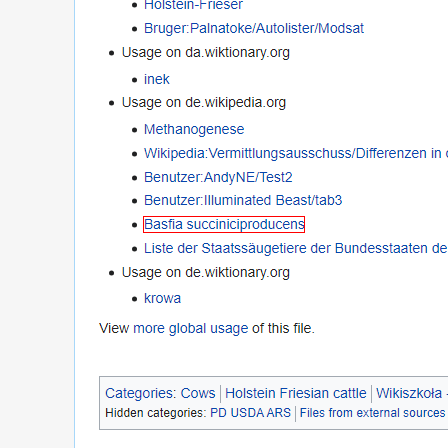 Holstein-Frieser
Bruger:Palnatoke/Autolister/Modsat
Usage on da.wiktionary.org
inek
Usage on de.wikipedia.org
Methanogenese
Wikipedia:Vermittlungsausschuss/Differenzen in
Benutzer:AndyNE/Test2
Benutzer:Illuminated Beast/tab3
Basfia succiniciproducens
Liste der Staatssäugetiere der Bundesstaaten de
Usage on de.wiktionary.org
krowa
View more global usage of this file.
Categories: Cows | Holstein Friesian cattle | Wikiszkoła -
Hidden categories: PD USDA ARS | Files from external sources